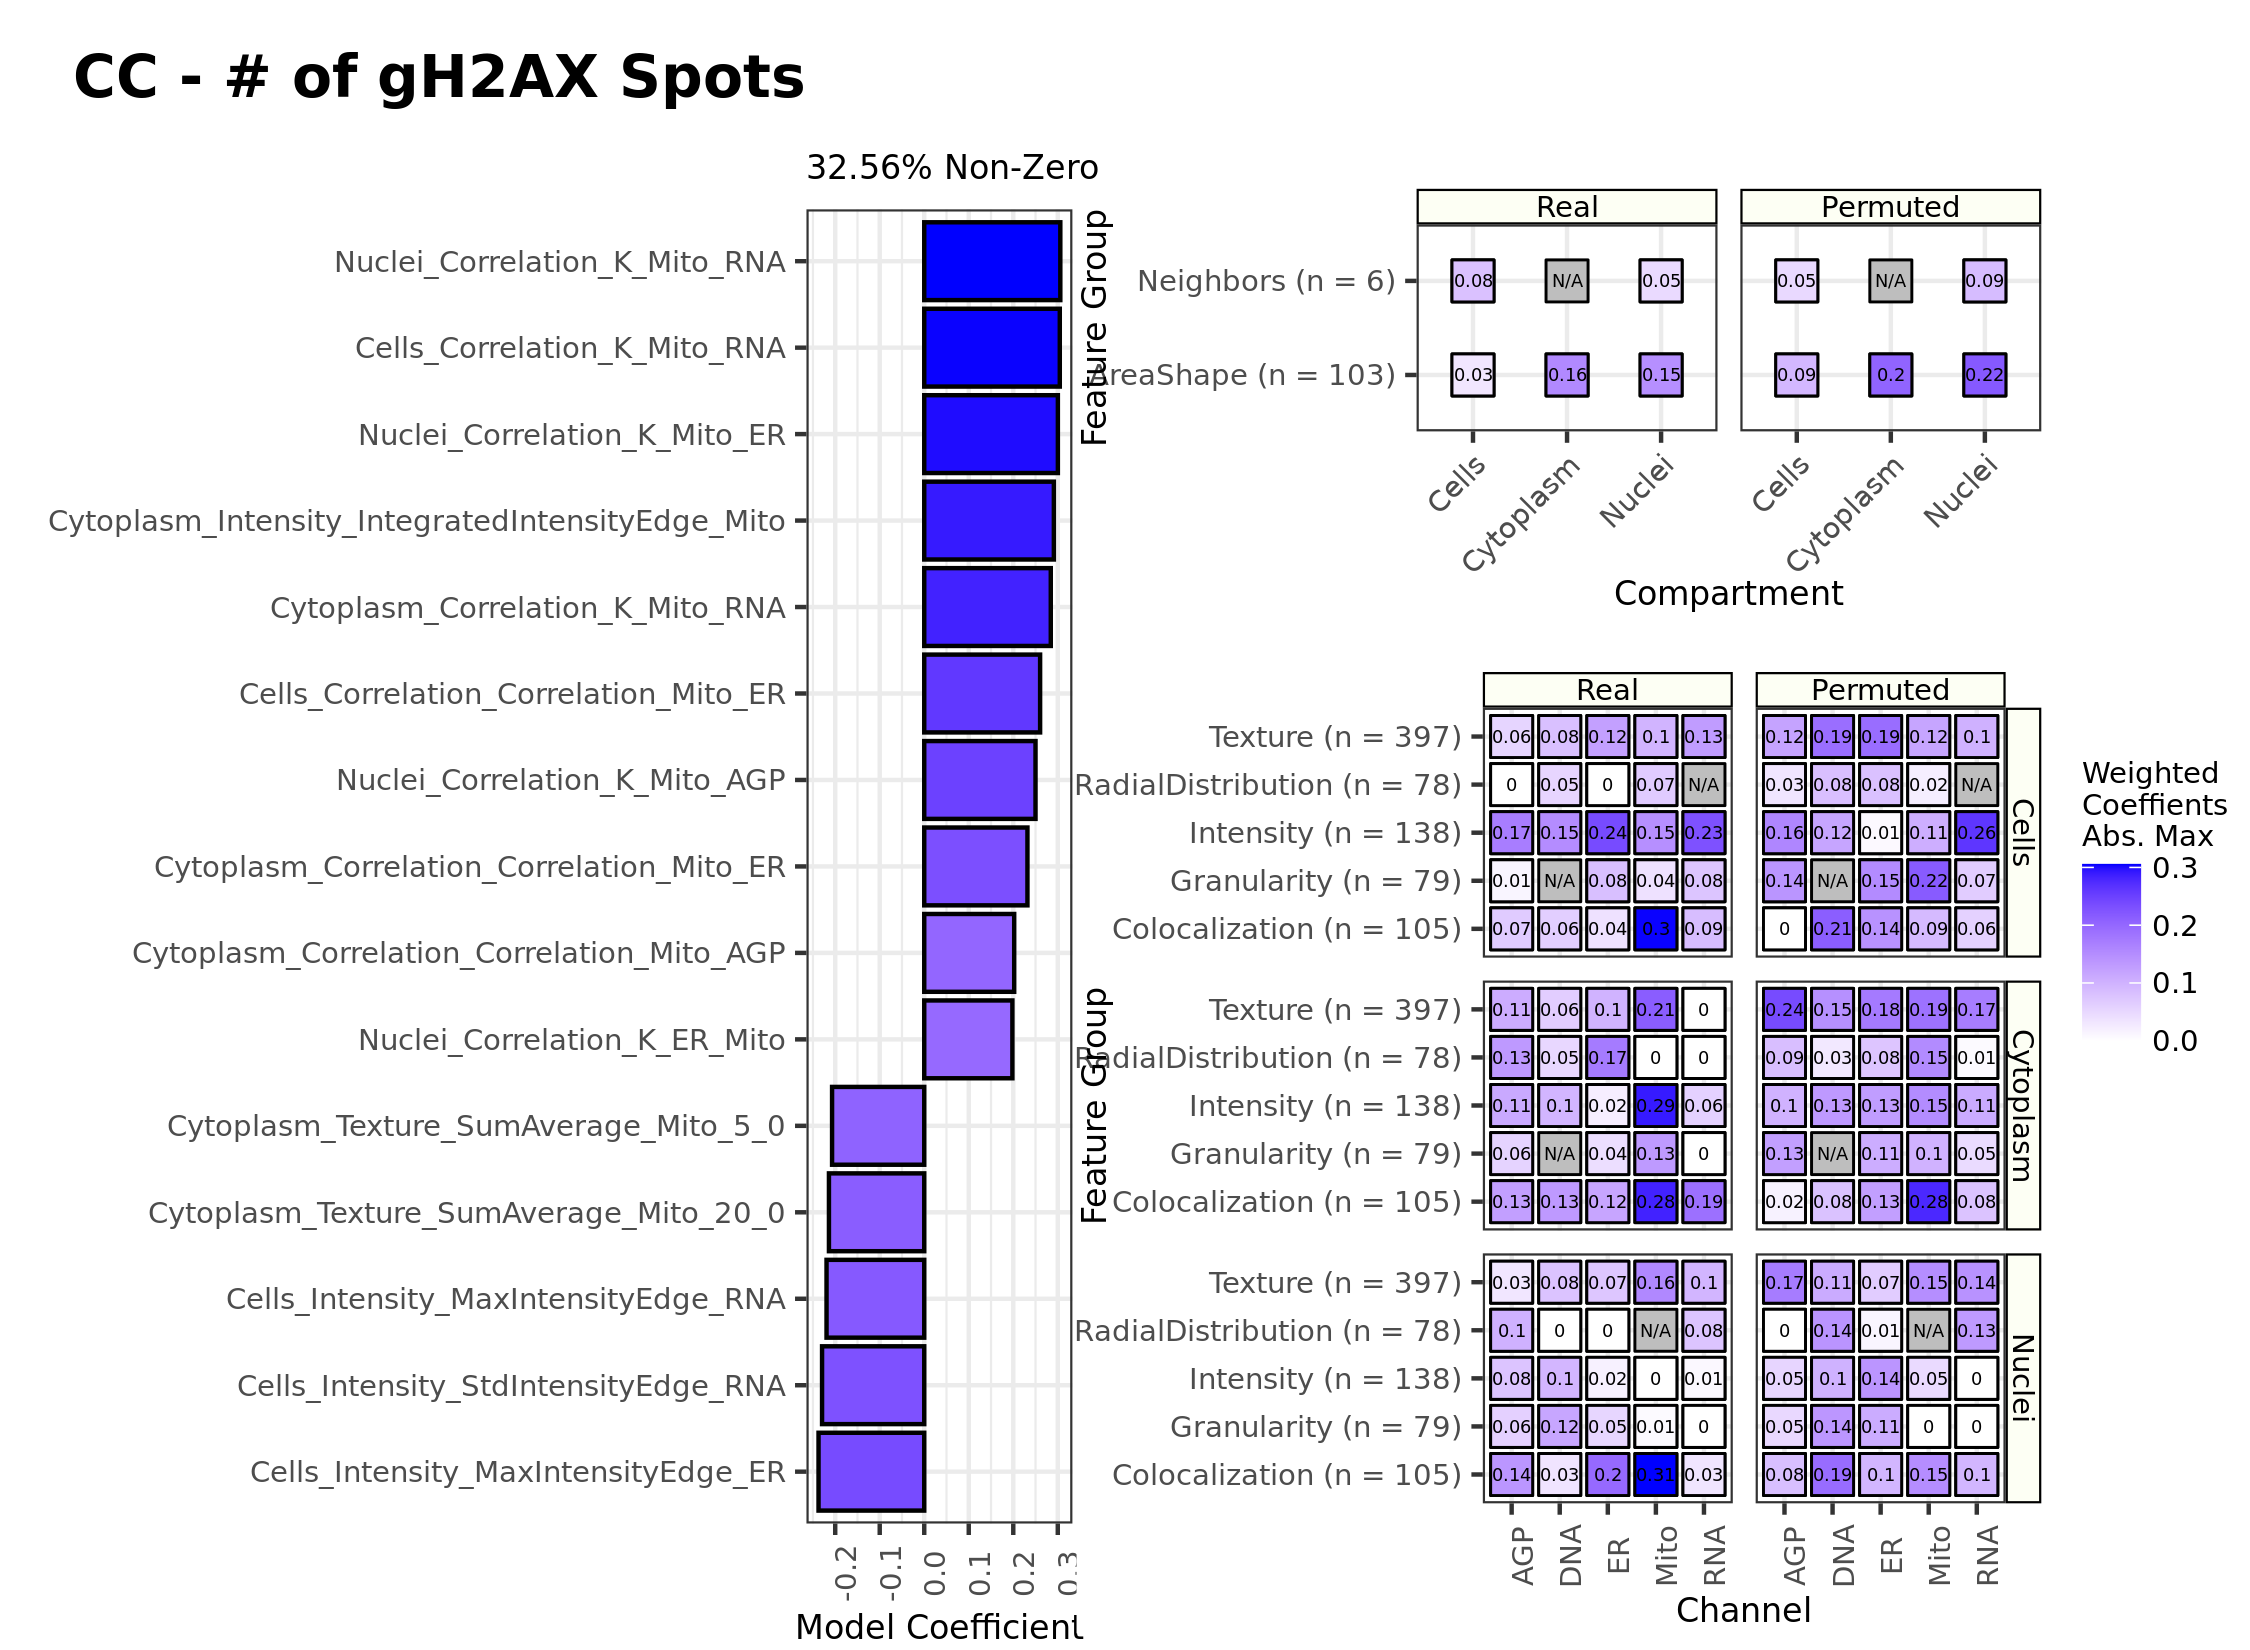 CC - # of gH2AX Spots
32.56% Non-Zero
Nuclei_Correlation_K_Mito_RNA
Cells_Correlation_K_Mito_RNA
Nuclei_Correlation_K_Mito_ER
Cytoplasm_Intensity_IntegratedIntensityEdge_Mito
Cytoplasm_Correlation_K_Mito_RNA
Cells_Correlation_Correlation_Mito_ER
Nuclei_Correlation_K_Mito_AGP
Cytoplasm_Correlation_Correlation_Mito_ER
Cytoplasm_Correlation_Correlation_Mito_AGP
Nuclei_Correlation_K_ER_Mito
Cytoplasm_Texture_SumAverage_Mito_5_0
Cytoplasm_Texture_SumAverage_Mito_20_0
Cells_Intensity_MaxIntensityEdge_RNA
Cells_Intensity_StdIntensityEdge_RNA
Cells_Intensity_MaxIntensityEdge_ER
-0.2 -0.1 0.0 0.1 0.2 0.3
Model Coefficient
Feature Group
Real Permuted
Neighbors (n = 6) 0.08 N/A 0.05 0.05 N/A 0.09
AreaShape (n = 103) 0.03 0.16 0.15 0.09 0.2 0.22
Cells Cytoplasm Nuclei Cells Cytoplasm Nuclei
Compartment
Feature Group
Real Permuted
Cells
Texture (n = 397) 0.06 0.08 0.12 0.1 0.13 0.12 0.19 0.19 0.12 0.1
RadialDistribution (n = 78) 0 0.05 0 0.07 N/A 0.03 0.08 0.08 0.02 N/A
Intensity (n = 138) 0.17 0.15 0.24 0.15 0.23 0.16 0.12 0.01 0.11 0.26
Granularity (n = 79) 0.01 N/A 0.08 0.04 0.08 0.14 N/A 0.15 0.22 0.07
Colocalization (n = 105) 0.07 0.06 0.04 0.3 0.09 0 0.21 0.14 0.09 0.06
Cytoplasm
Texture (n = 397) 0.11 0.06 0.1 0.21 0 0.24 0.15 0.18 0.19 0.17
RadialDistribution (n = 78) 0.13 0.05 0.17 0 0 0.09 0.03 0.08 0.15 0.01
Intensity (n = 138) 0.11 0.1 0.02 0.29 0.06 0.1 0.13 0.13 0.15 0.11
Granularity (n = 79) 0.06 N/A 0.04 0.13 0 0.13 N/A 0.11 0.1 0.05
Colocalization (n = 105) 0.13 0.13 0.12 0.28 0.19 0.02 0.08 0.13 0.28 0.08
Nuclei
Texture (n = 397) 0.03 0.08 0.07 0.16 0.1 0.17 0.11 0.07 0.15 0.14
RadialDistribution (n = 78) 0.1 0 0 N/A 0.08 0 0.14 0.01 N/A 0.13
Intensity (n = 138) 0.08 0.1 0.02 0 0.01 0.05 0.1 0.14 0.05 0
Granularity (n = 79) 0.06 0.12 0.05 0.01 0 0.05 0.14 0.11 0 0
Colocalization (n = 105) 0.14 0.03 0.2 0.31 0.03 0.08 0.19 0.1 0.15 0.1
AGP DNA ER Mito RNA AGP DNA ER Mito RNA
Channel
Weighted
Coeffients
Abs. Max
0.3
0.2
0.1
0.0